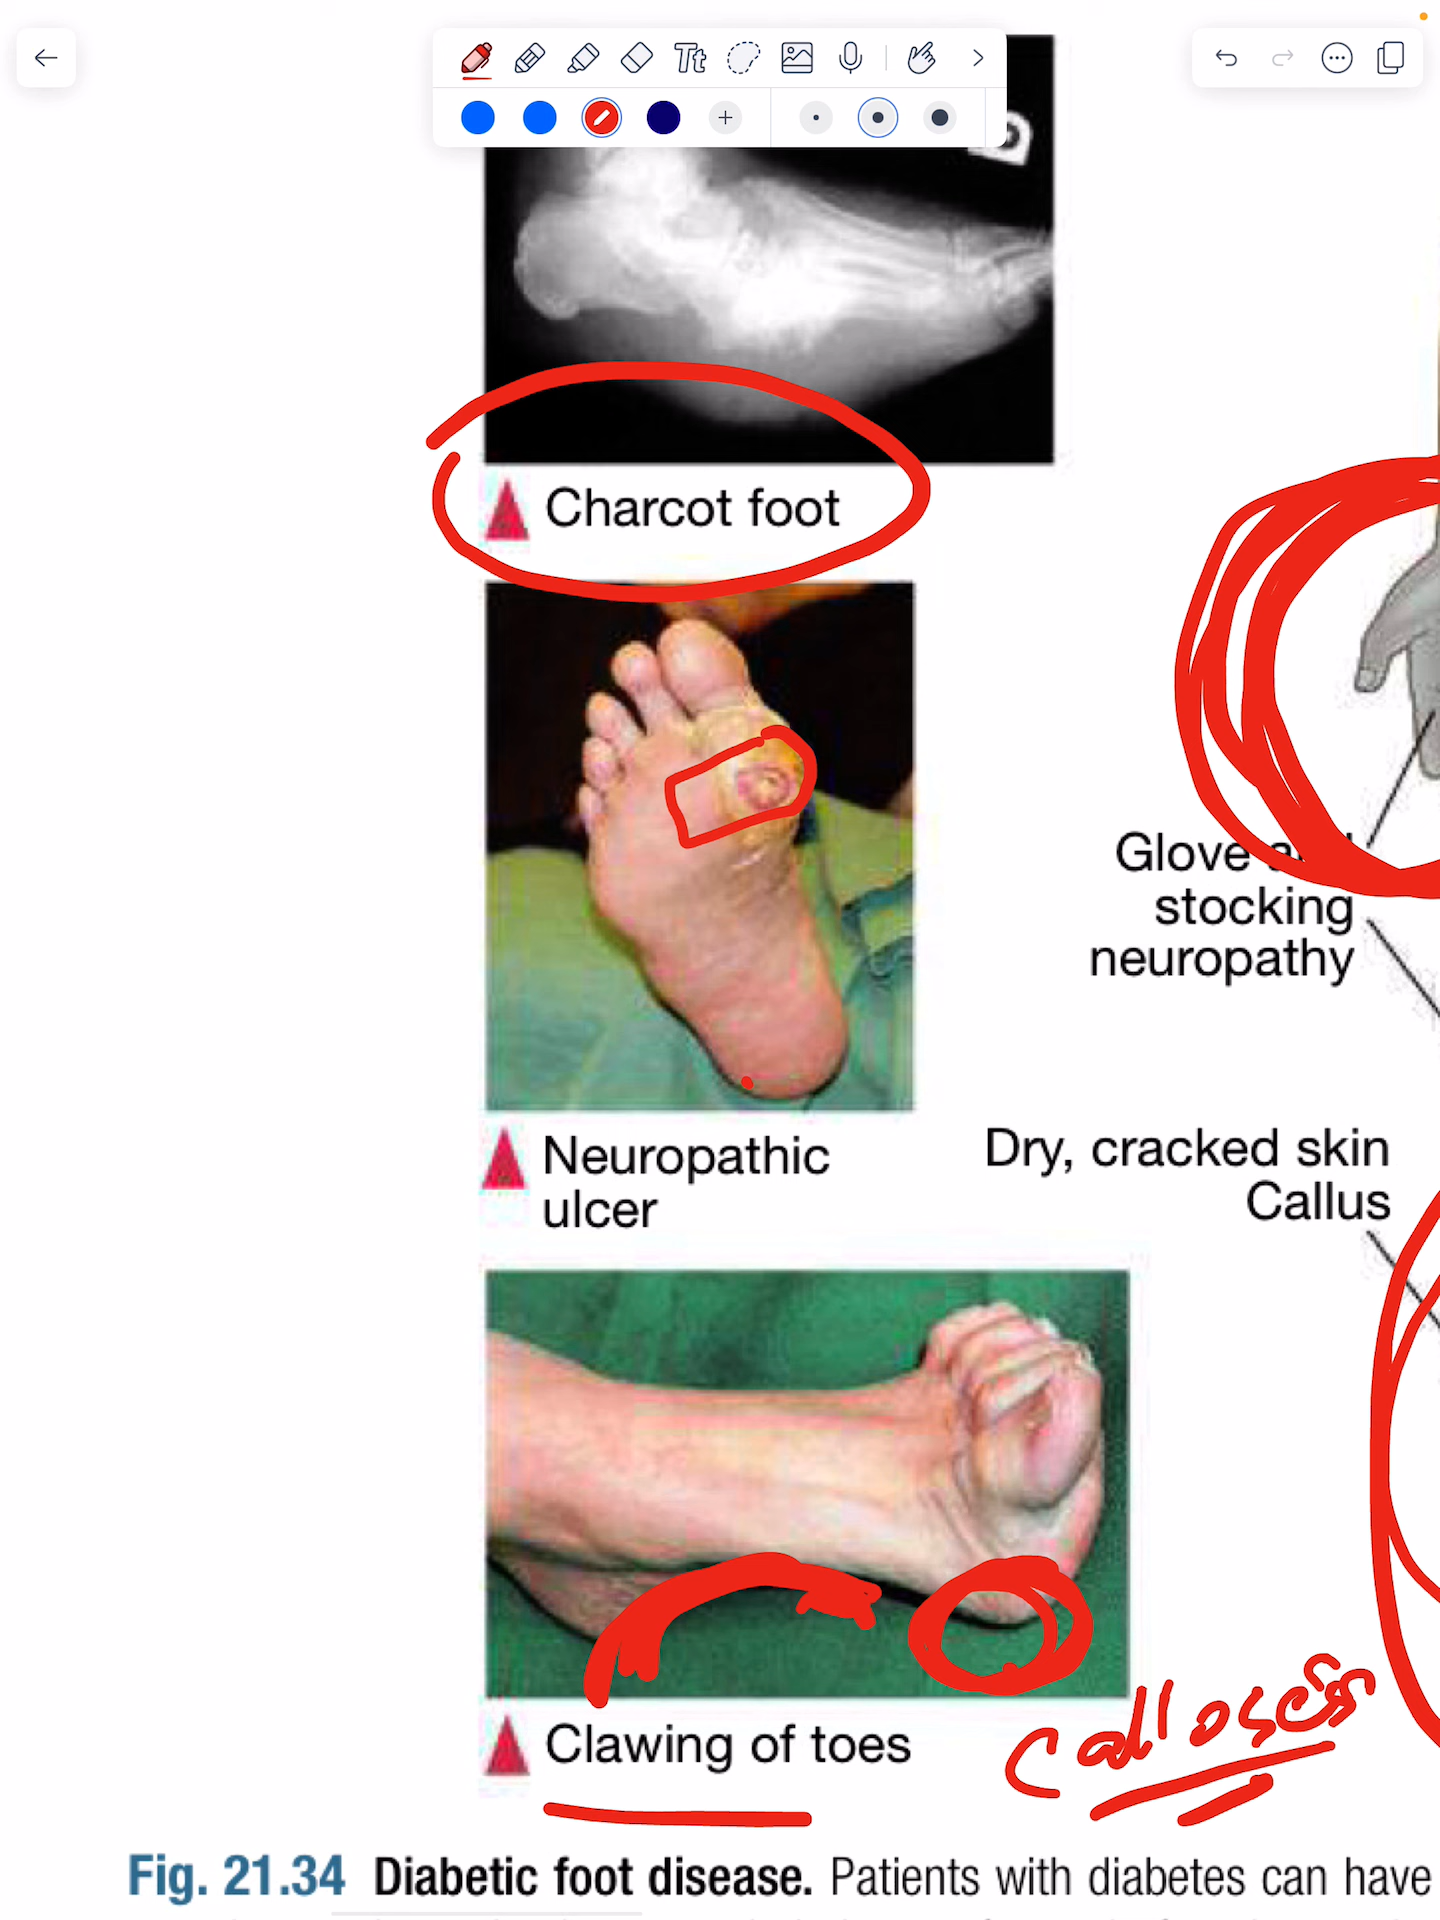 Tt
Charcot foot
Glove a
stocking
neuropathy
Neuropathic
ulcer
Dry, cracked skin
Callus
Clawing of toes
Fig. 21.34 Diabetic foot disease. Patients with diabetes can have